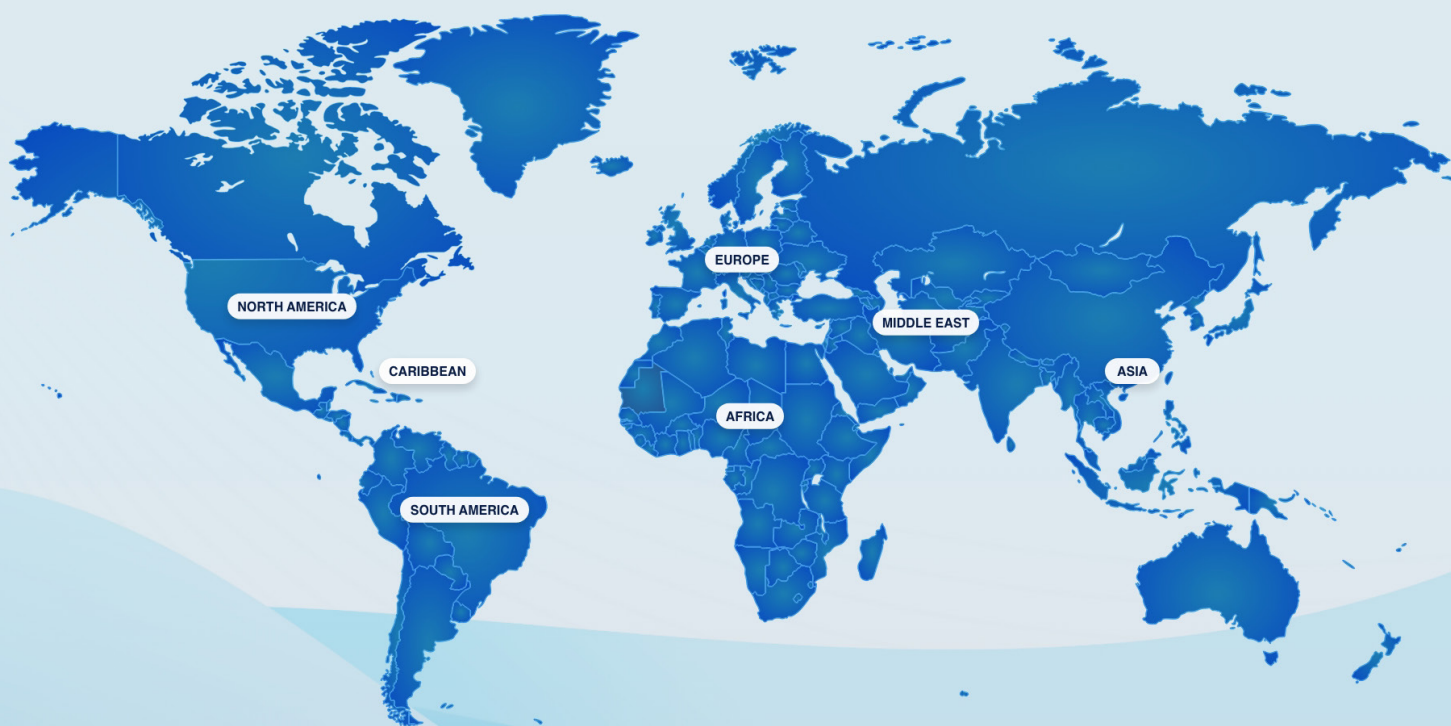 EUROPE
NORTH AMERICA
MIDDLE EAST
CARIBBEAN
ASIA
AFRICA
SOUTH AMERICA